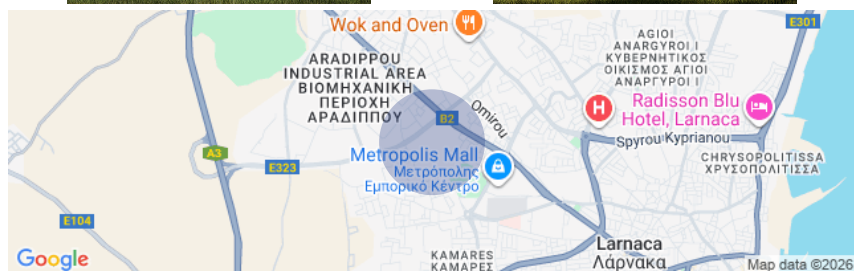 Wok and Oven
E301
AGIOI
ANARGYROI I
ΚΥΒΕΡΝΗΤΙΚΟΣ
ΟΙΚΙΣΜΟΣ ΑΓΙΟΙ
ΑΝΑΡΓΥΡΟΙ Ι
ARADIPPOU
INDUSTRIAL AREA
ΒΙΟΜΗΧΑΝΙΚΗ
ΠΕΡΙΟΧΗ
ΑΡΑΔΙΠΠΟΥ
B2
Omirou
H
Radisson Blu
Hotel, Larnaca
Spyrou Kyprianou
A3
E323
Metropolis Mall
Μετρόπολης
Εμπορικό Κέντρο
CHRYSOPOLITISSA
ΧΡΥΣΟΠΟΛΙΤΙΣΣΑ
E104
KAMARES
ΚΑΜΑΡΕΣ
Larnaca
Λάρνακα
Google
Map data ©2026